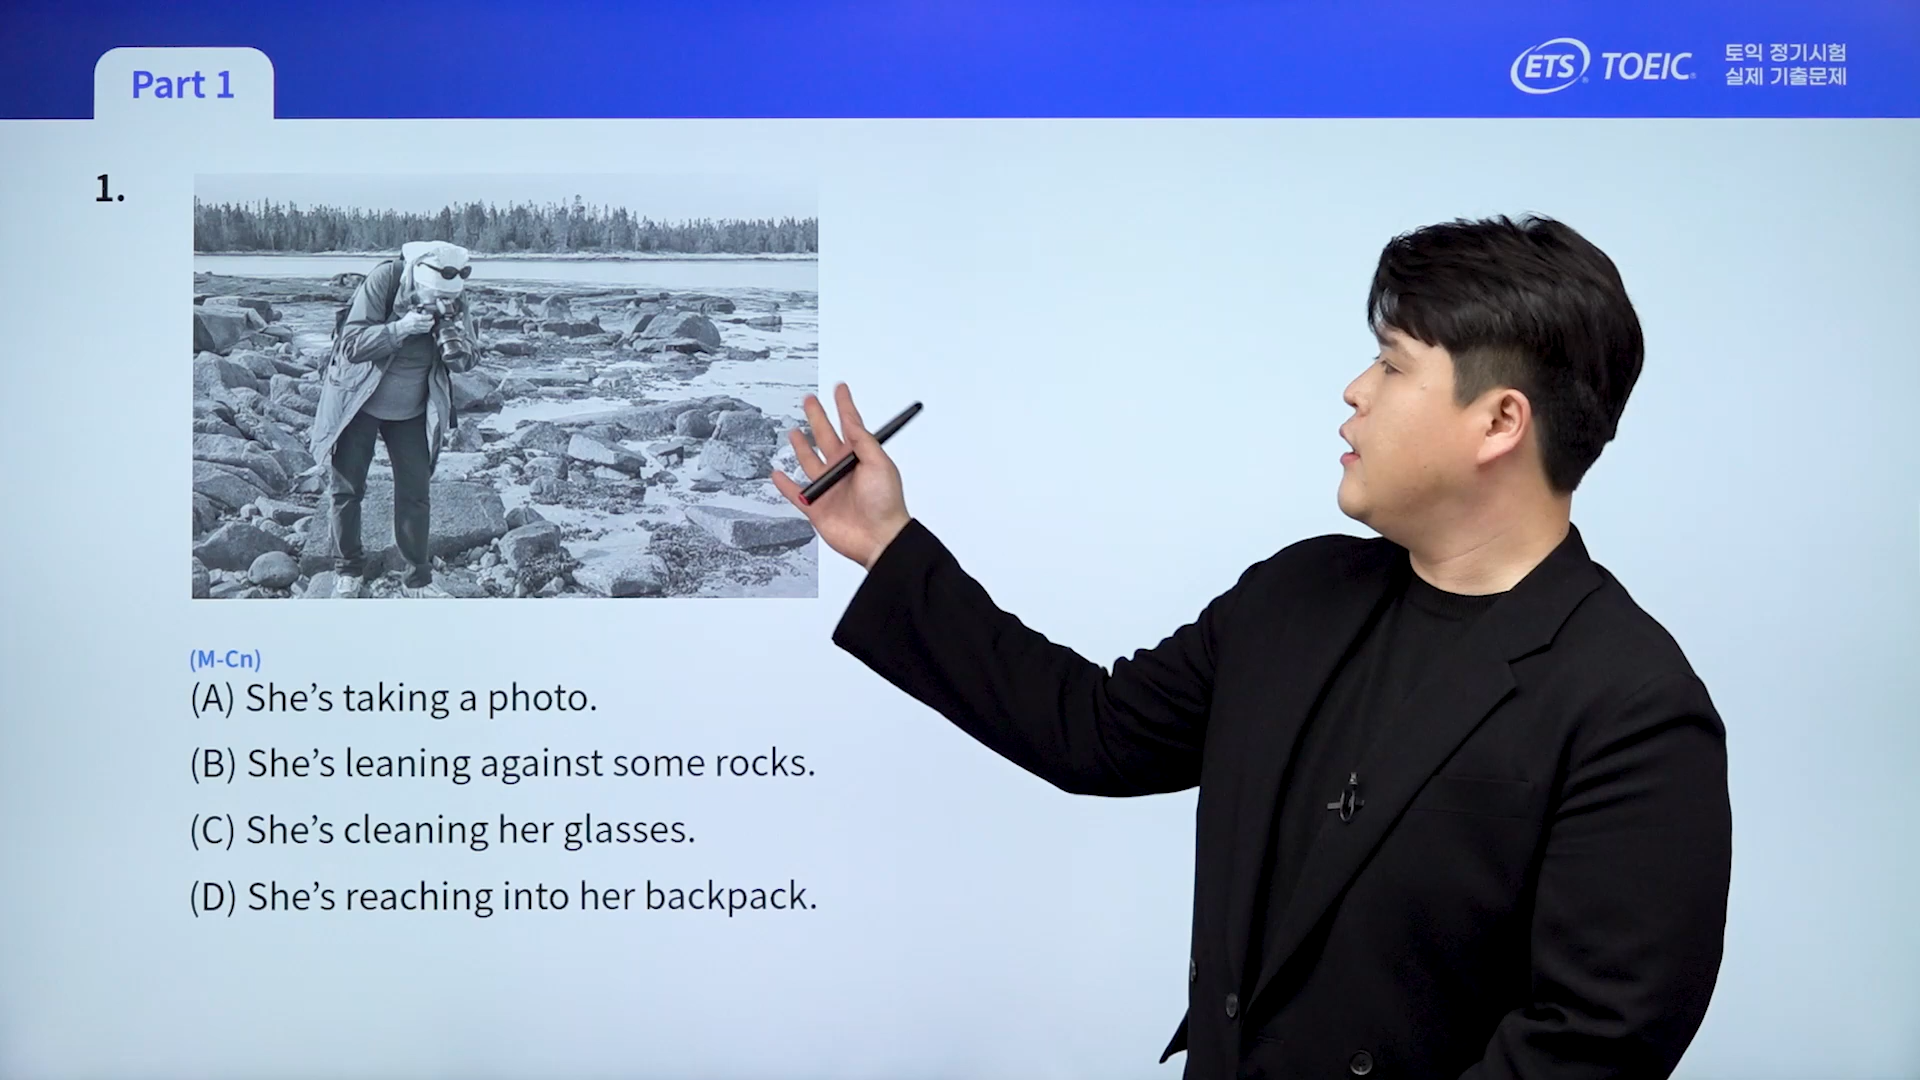 Part 1
ETS TOEIC
토익 정기시험
실제 기출문제
1.
(M-Cn)
(A) She’s taking a photo.
(B) She’s leaning against some rocks.
(C) She’s cleaning her glasses.
(D) She’s reaching into her backpack.